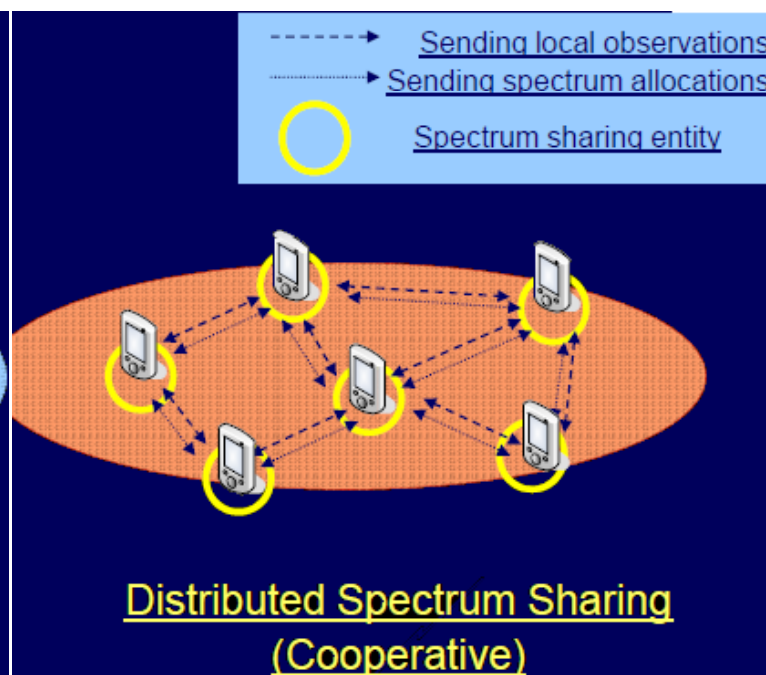 Sending local observations
Sending spectrum allocations
Spectrum sharing entity
Distributed Spectrum Sharing
(Cooperative)